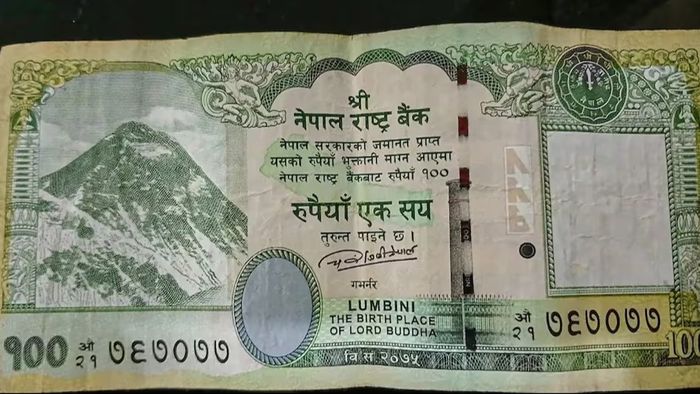 श्री
नेपाल राष्ट्र बैंक
नेपाल सरकारको जमानत प्राप्त
यसको रुपैयाँ भुक्तानी माग्न आएमा
नेपाल राष्ट्र बैंकबाट रुपैयाँ १००
रुपैयाँ एक सय
तुरुन्त पाइने छ।
गभर्नर
LUMBINI
THE BIRTH PLACE
OF LORD BUDDHA
वि सं २०७५
१०० औ २१ ७६७०७७
औ २१ ७६७०७७
100